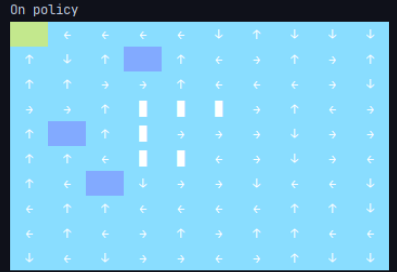 On policy
← ← ← ← ↓ ↑ ↓ ↓ ↓
↑ ↓ ↑ ↑ ← → ↑ → ↑
↑ ↑ → → ↑ ← ← ← → ↓
→ → ↑ → ↑ ← →
↑ ↑ → → → ↓ → →
↑ ↑ ← ← → ↓ → ←
↑ ← ↓ → → ↓ ← → ↓
← ↑ ↑ ← ← ← ← ↑ ↑ ↓
← ↑ ← → ↑ → ↑ ↑ ← ←
↓ ← ↓ → → → → ← ← ↓